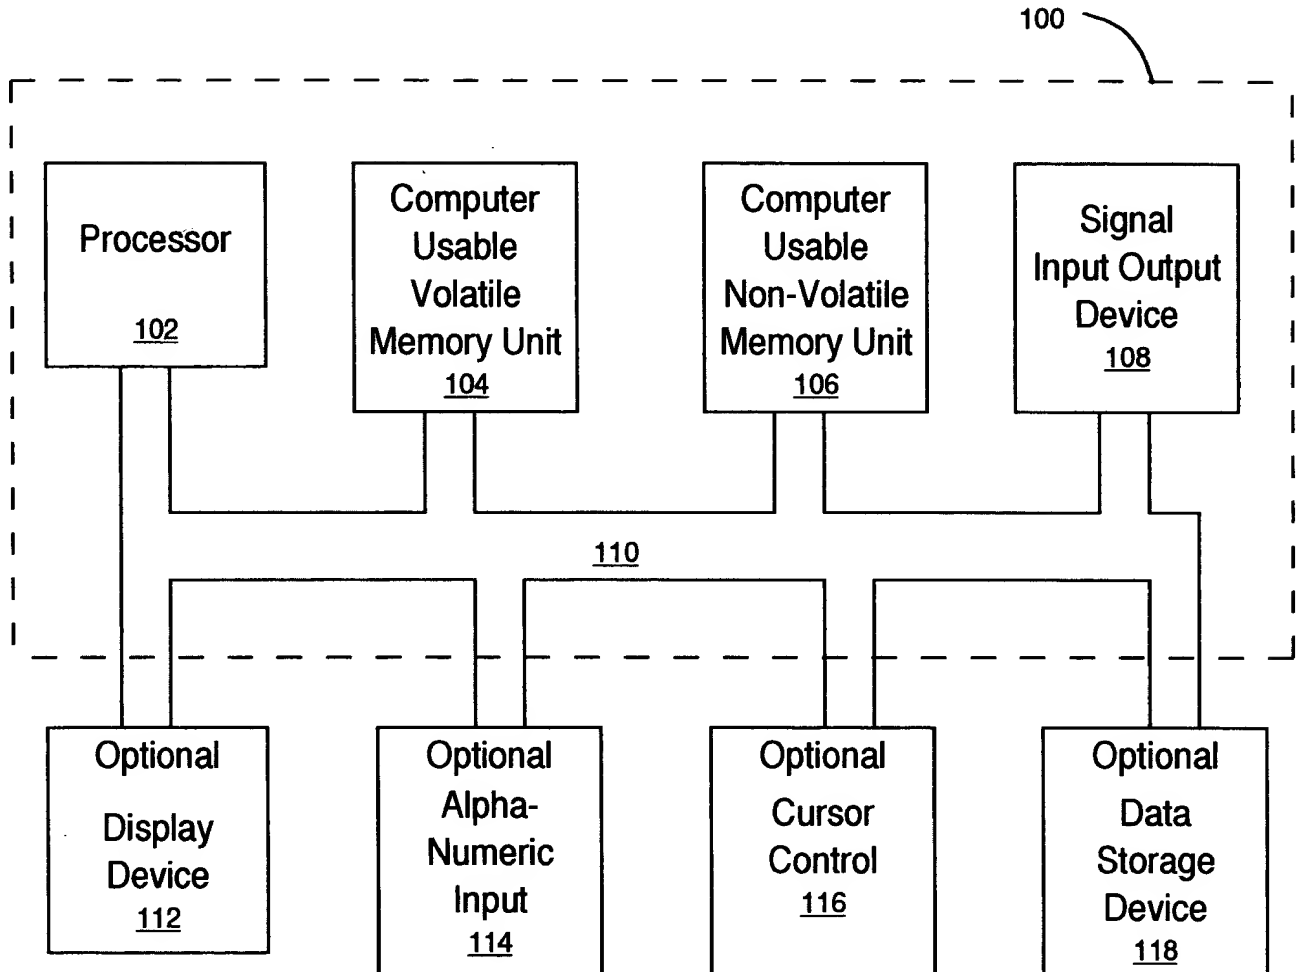 100
Processor
102
Computer
Usable
Volatile
Memory Unit
104
Computer
Usable
Non-Volatile
Memory Unit
106
Signal
Input Output
Device
108
110
Optional
Display
Device
112
Optional
Alpha-
Numeric
Input
114
Optional
Cursor
Control
116
Optional
Data
Storage
Device
118